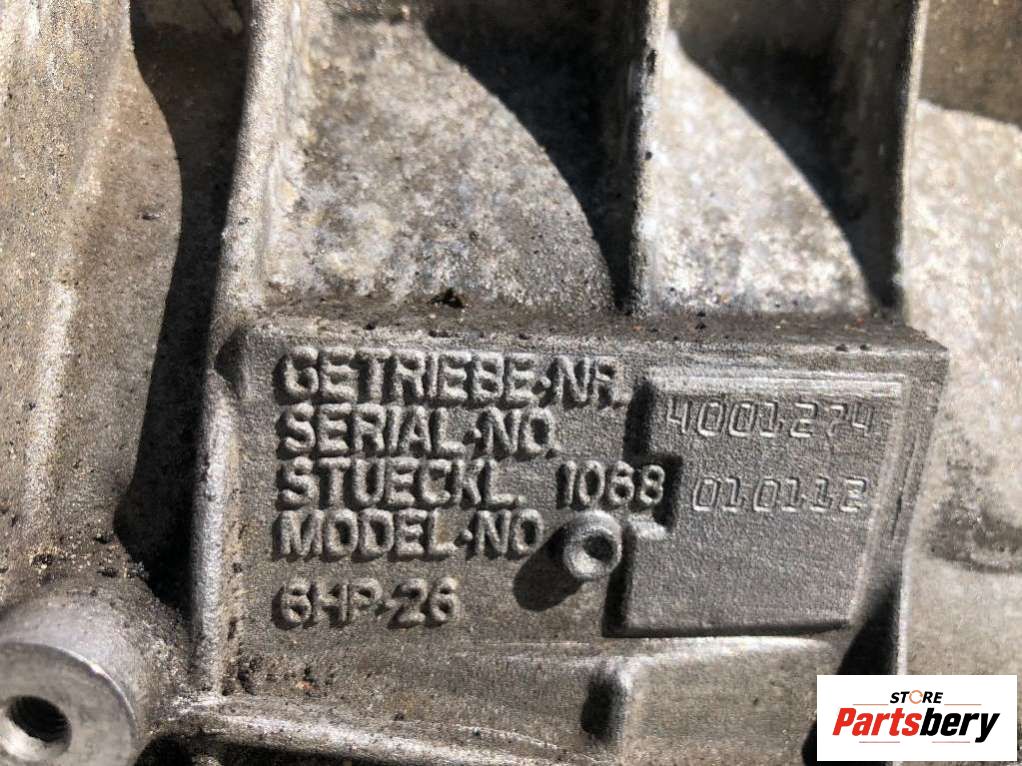 GETRIEBE-NR.
SERIAL-NO. 4001274
STUECKL. 1068 010112
MODEL-NO
6HP-26
STORE
Partsbery